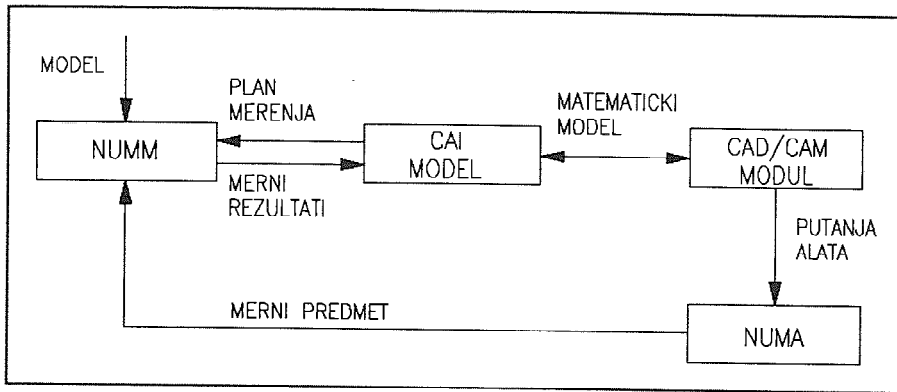 MODEL
PLAN
MERENJA
NUMM
MERNI
REZULTATI
CAI
MODEL
MATEMATICKI
MODEL
CAD/CAM
MODUL
PUTANJA
ALATA
MERNI PREDMET
NUMA